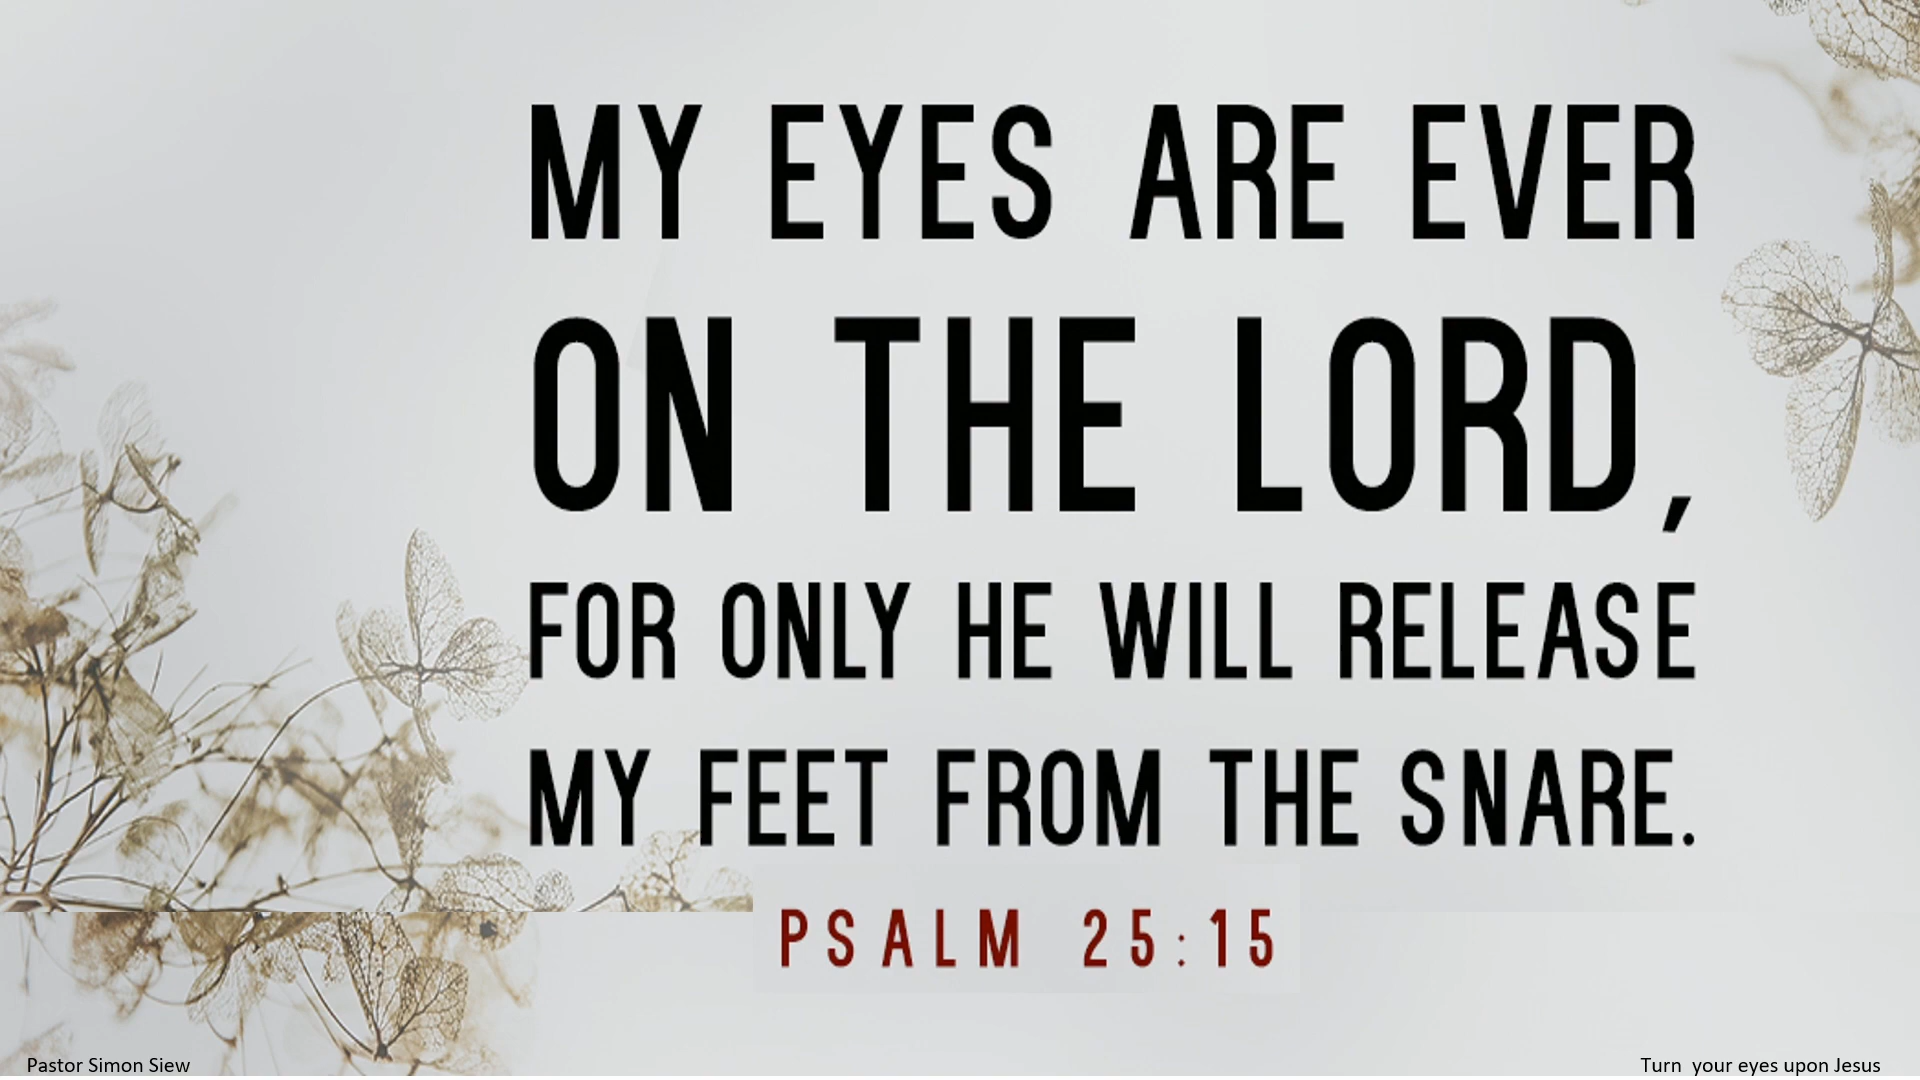 MY EYES ARE EVER
ON THE LORD,
FOR ONLY HE WILL RELEASE
MY FEET FROM THE SNARE.
PSALM 25:15
Pastor Simon Siew
Turn  your eyes upon Jesus